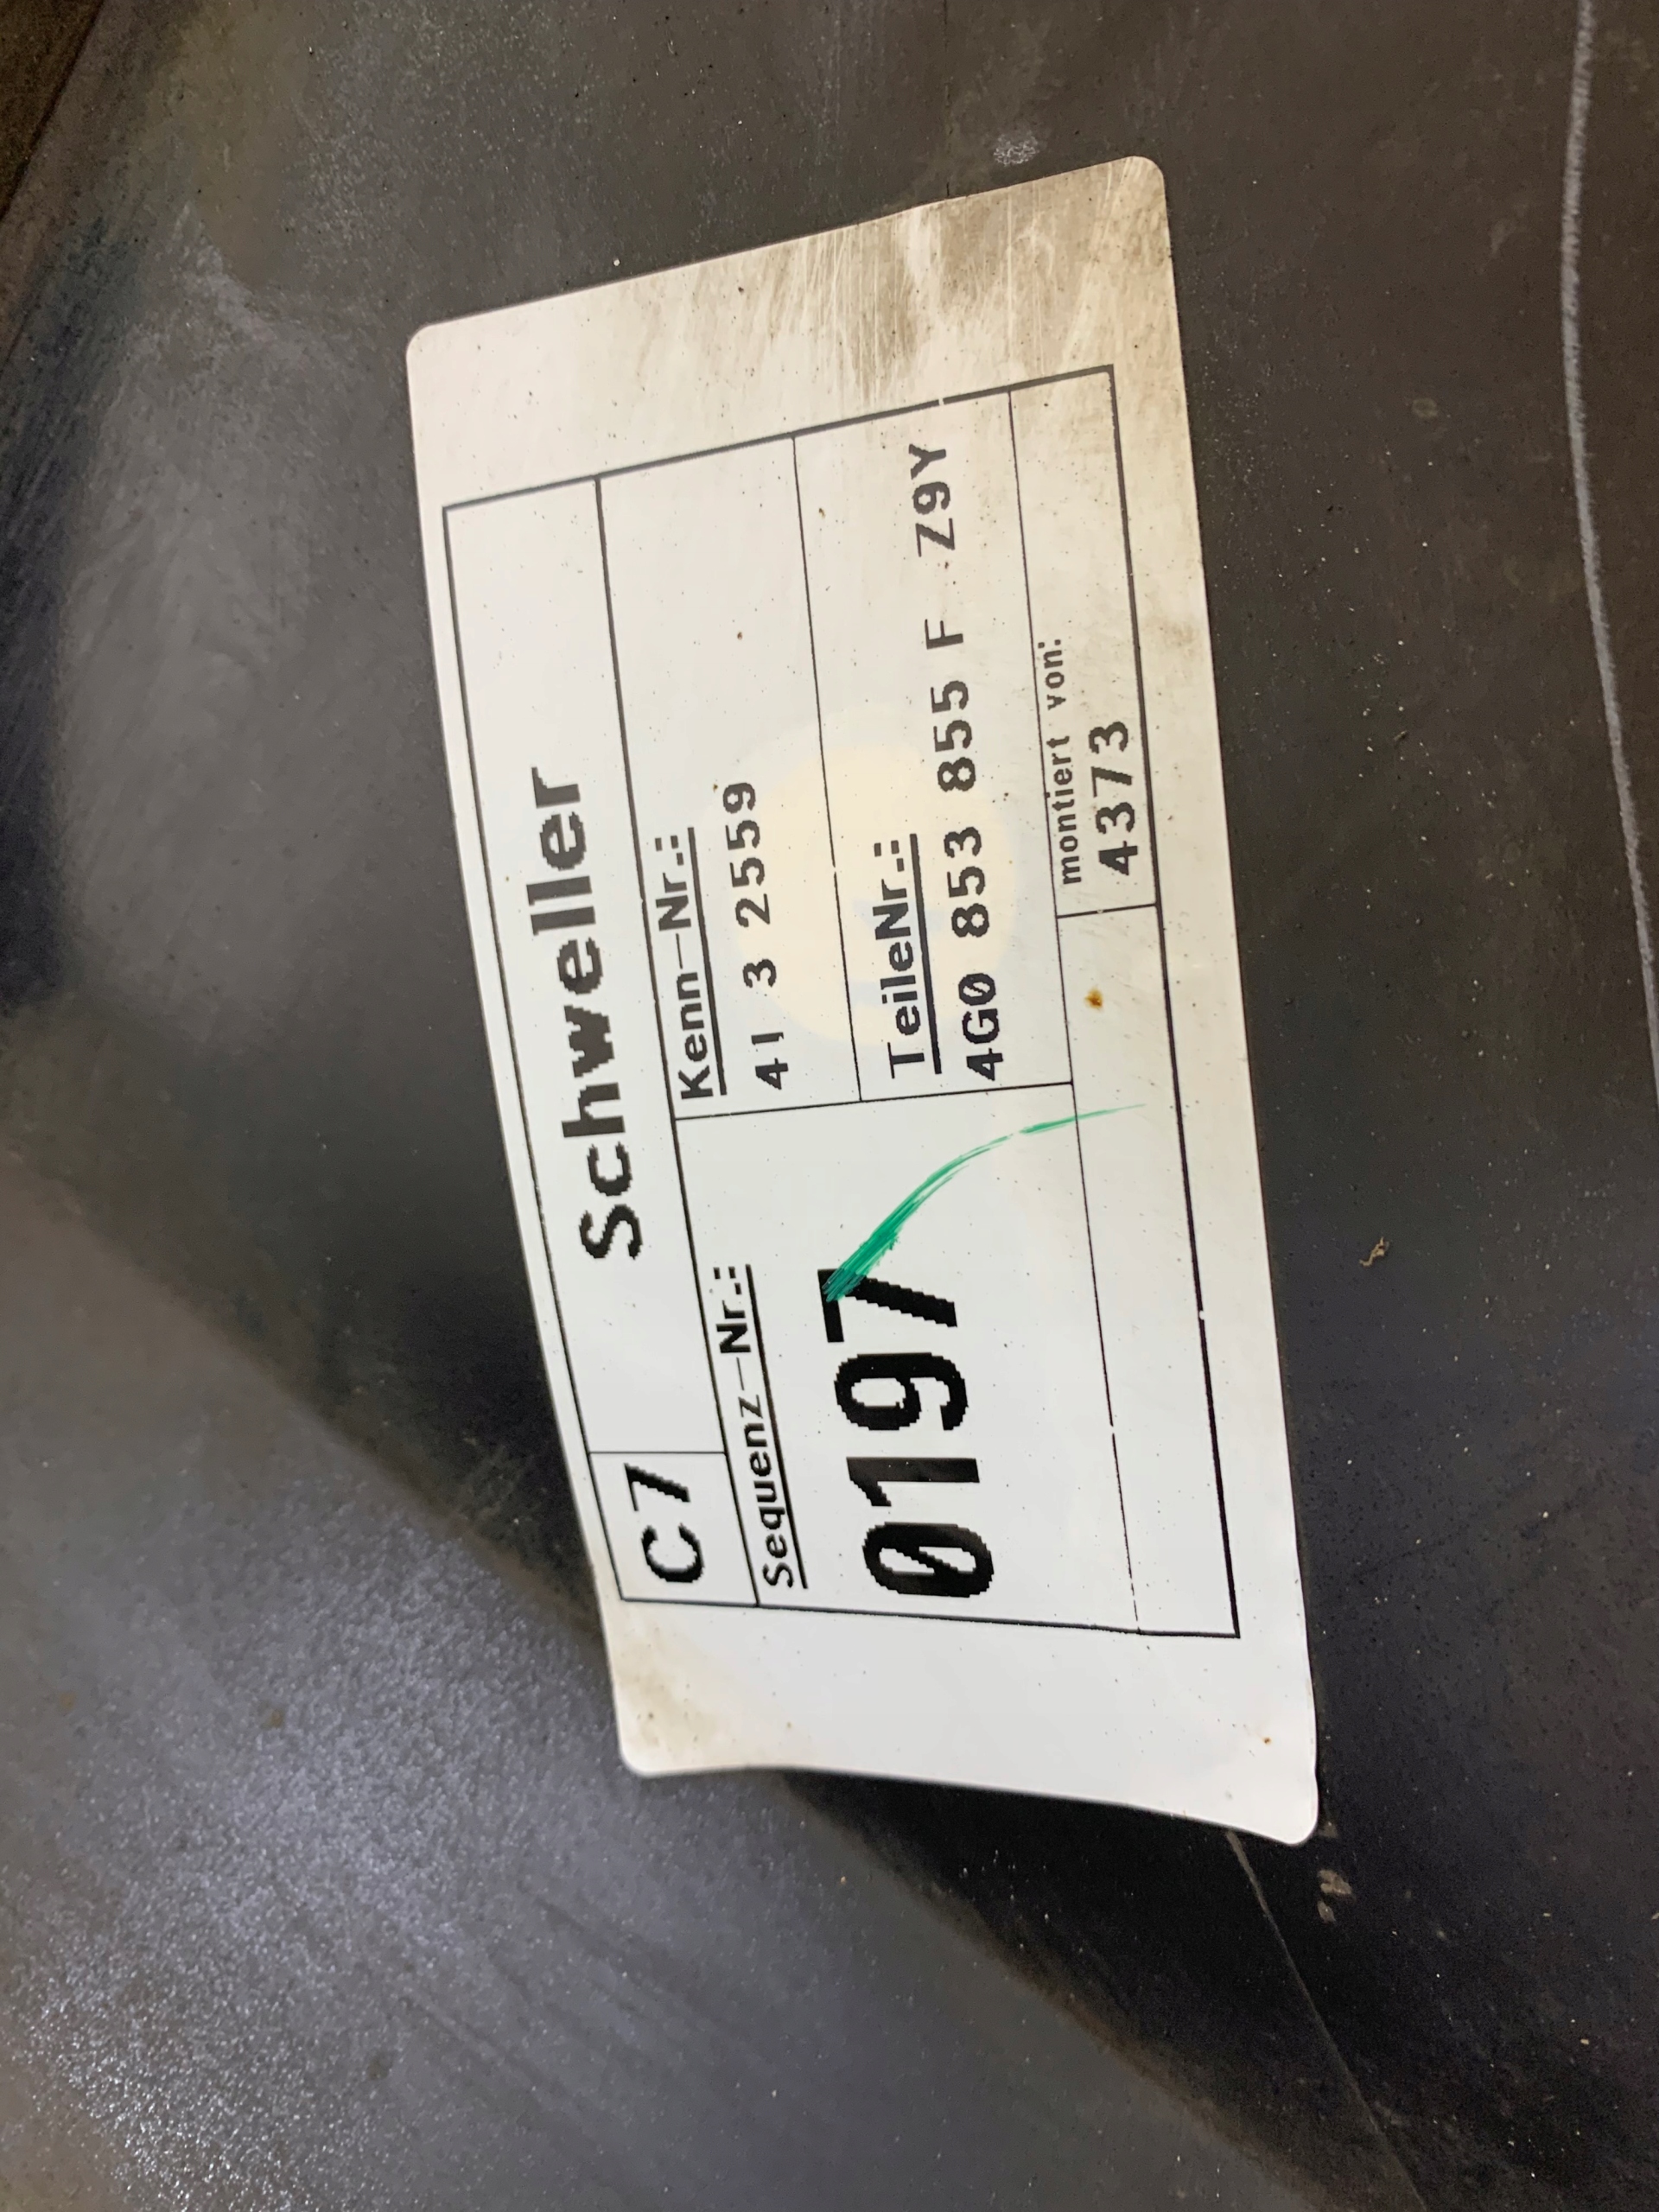 C7 Schweller
Sequenz-Nr.:
0197
Kenn-Nr.:
41 3 2559
TeileNr.:
4G0 853 855 F Z9Y
montiert von:
4373